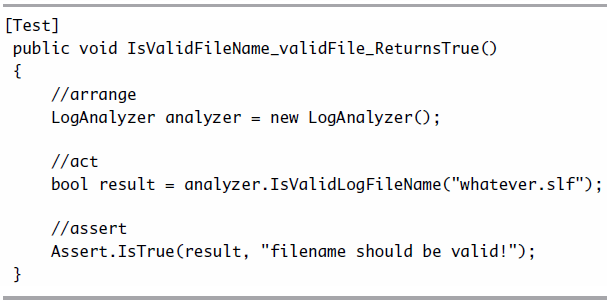 [Test]
public void IsValidFileName_validFile_ReturnsTrue()
{
//arrange
LogAnalyzer analyzer = new LogAnalyzer();
//act
bool result = analyzer.IsValidLogFileName("whatever.slf");
//assert
Assert.IsTrue(result, "filename should be valid!");
}